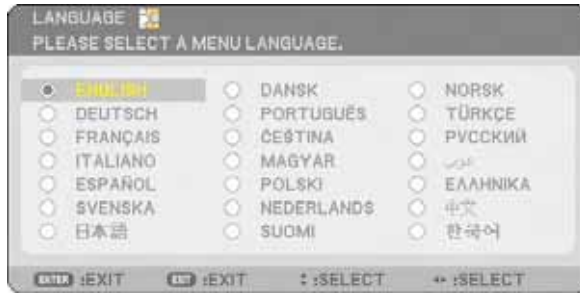 LANGUAGE
PLEASE SELECT A MENU LANGUAGE.
ENGLISH DANSK NORSK
DEUTSCH PORTUGUÊS TÜRKÇE
FRANÇAIS ČEŠTINA РУССКИЙ
ITALIANO MAGYAR عربي
ESPAÑOL POLSKI ΕΛΛΗΝΙΚΑ
SVENSKA NEDERLANDS 中文
日本語 SUOMI 한국어
ENTER :EXIT EXIT :EXIT :SELECT :SELECT